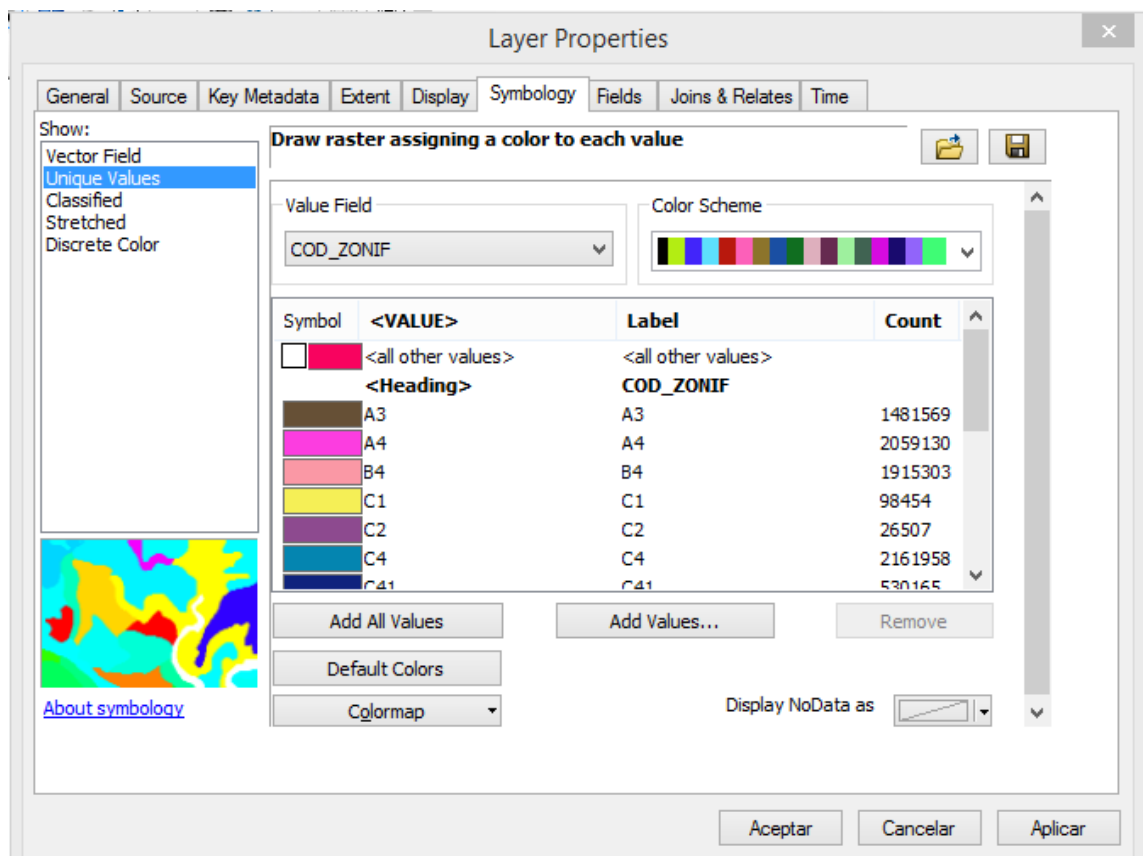 Layer Properties
General Source Key Metadata Extent Display Symbology Fields Joins & Relates Time
Show:
Vector Field
Unique Values
Classified
Stretched
Discrete Color
About symbology
Draw raster assigning a color to each value
Value Field
COD_ZONIF
Color Scheme
Symbol <VALUE> Label Count
<all other values> <all other values>
<Heading> COD_ZONIF
A3 A3 1481569
A4 A4 2059130
B4 B4 1915303
C1 C1 98454
C2 C2 26507
C4 C4 2161958
C41 C41 530165
Add All Values Add Values... Remove
Default Colors
Colormap Display NoData as
Aceptar Cancelar Aplicar